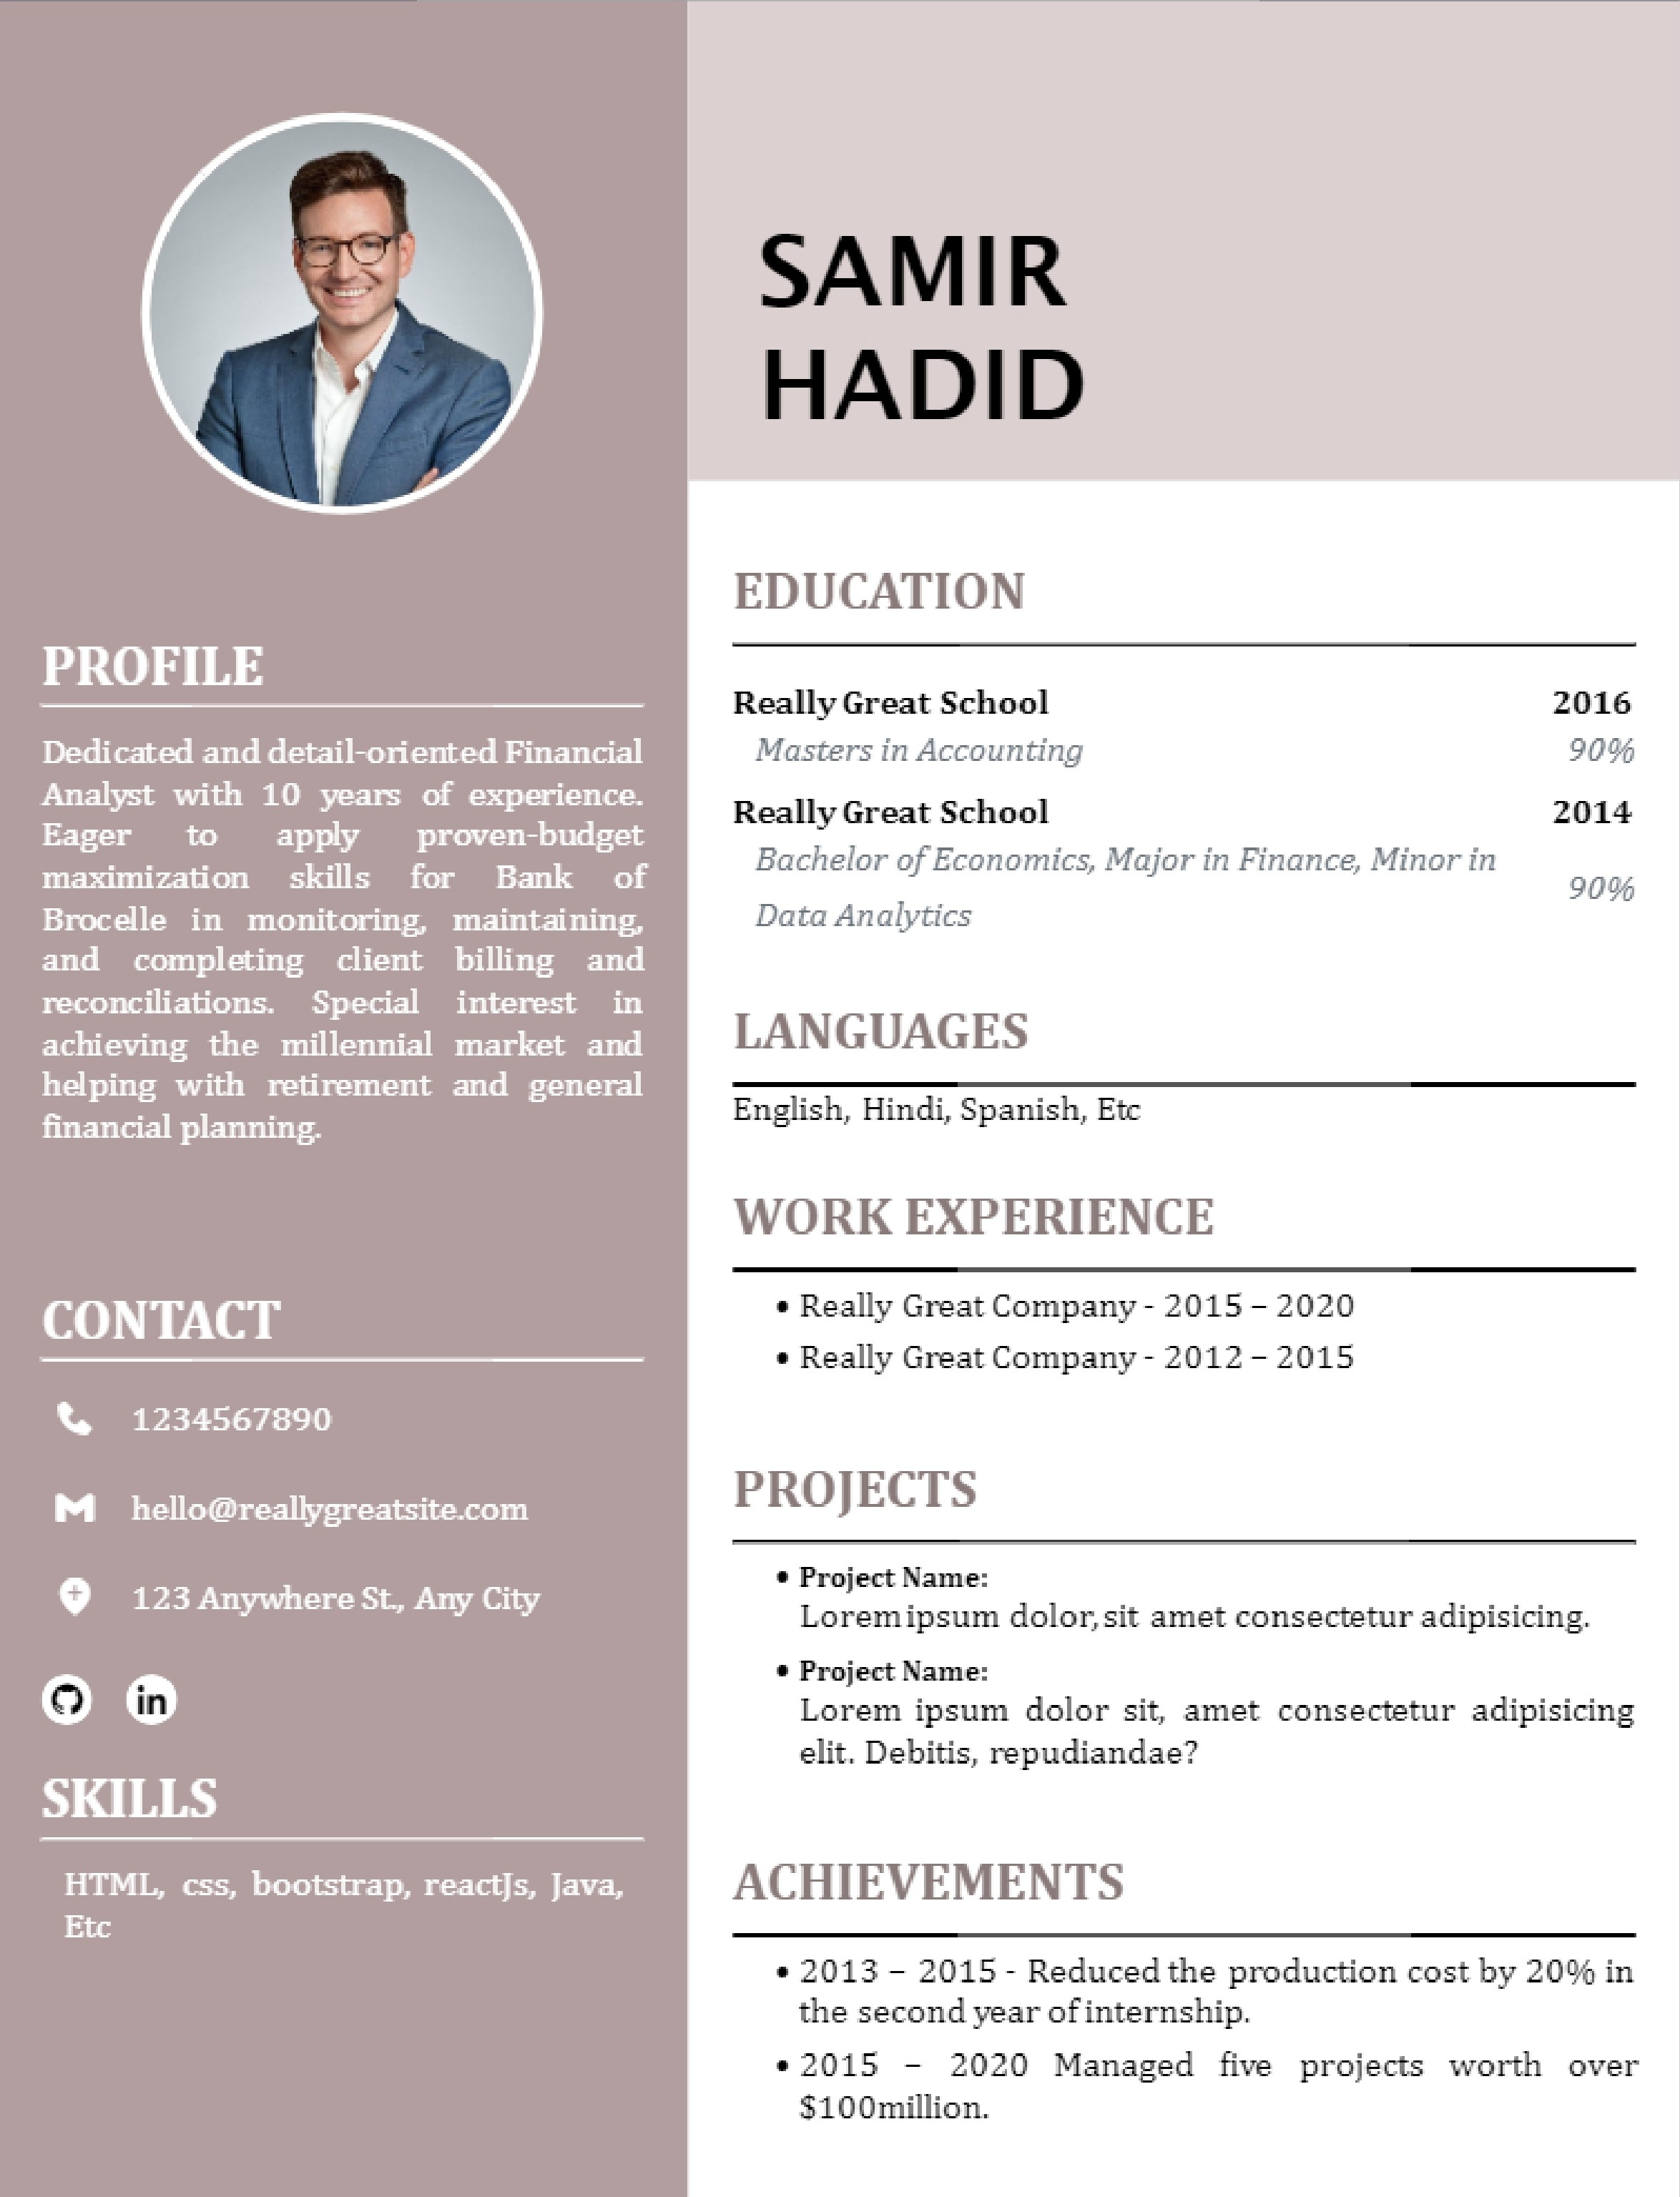 SAMIR
HADID
PROFILE
Dedicated and detail-oriented Financial
Analyst with 10 years of experience.
Eager to apply proven-budget
maximization skills for Bank of
Brocelle in monitoring, maintaining,
and completing client billing and
reconciliations. Special interest in
achieving the millennial market and
helping with retirement and general
financial planning.
CONTACT
1234567890
hello@reallygreatsite.com
123 Anywhere St., Any City
in
SKILLS
HTML, css, bootstrap, reactJs, Java,
Etc
EDUCATION
Really Great School 2016
Masters in Accounting 90%
Really Great School 2014
Bachelor of Economics, Major in Finance, Minor in
Data Analytics 90%
LANGUAGES
English, Hindi, Spanish, Etc
WORK EXPERIENCE
• Really Great Company - 2015 – 2020
• Really Great Company - 2012 – 2015
PROJECTS
• Project Name:
Lorem ipsum dolor, sit amet consectetur adipisicing.
• Project Name:
Lorem ipsum dolor sit, amet consectetur adipisicing
elit. Debitis, repudiandae?
ACHIEVEMENTS
• 2013 – 2015 - Reduced the production cost by 20% in
the second year of internship.
• 2015 – 2020 Managed five projects worth over
$100million.